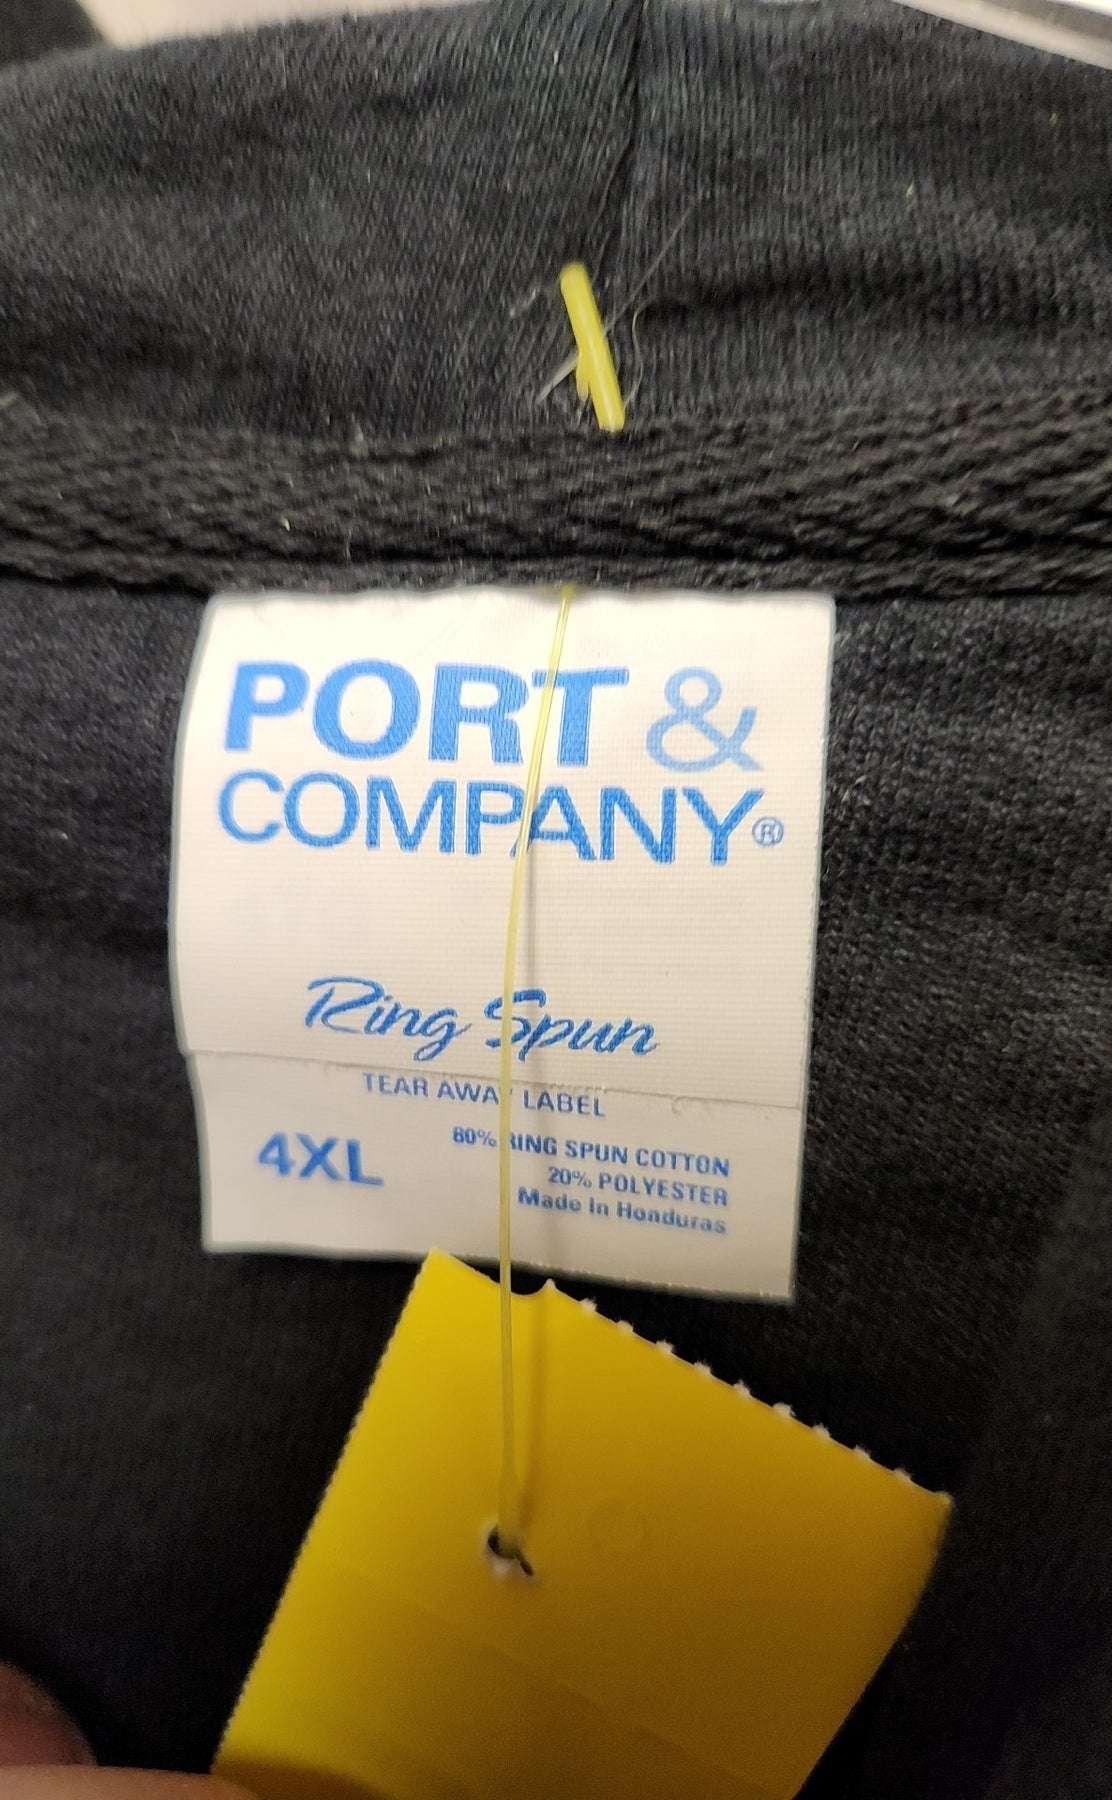 PORT &
COMPANY®
Ring Spun
TEAR AWAY LABEL
4XL
80% RING SPUN COTTON
20% POLYESTER
Made In Honduras